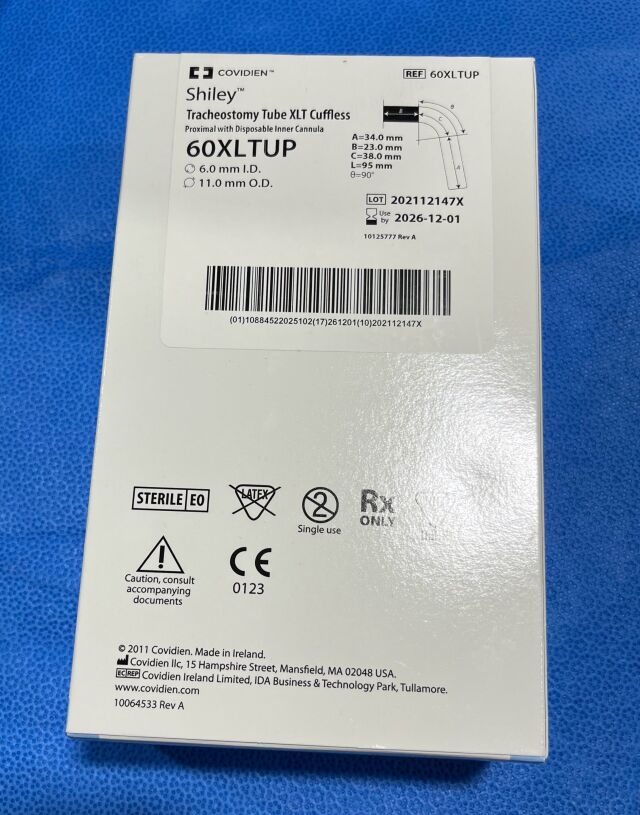 COVIDIEN™
REF 60XLTUP
Shiley™
Tracheostomy Tube XLT Cuffless
Proximal with Disposable Inner Cannula
60XLTUP
6.0 mm I.D.
11.0 mm O.D.
B
B
C
A
A=34.0 mm
B=23.0 mm
C=38.0 mm
L=95 mm
θ=90°
LOT 202112147X
Use by 2026-12-01
10125777 Rev A
(01)10884522025102(17)261201(10)202112147X
STERILE EO
LATEX
2
Single use
Rx
ONLY
!
Caution, consult
accompanying
documents
CE
0123
© 2011 Covidien. Made in Ireland.
Covidien llc, 15 Hampshire Street, Mansfield, MA 02048 USA.
EC REP Covidien Ireland Limited, IDA Business & Technology Park, Tullamore.
www.covidien.com
10064533 Rev A